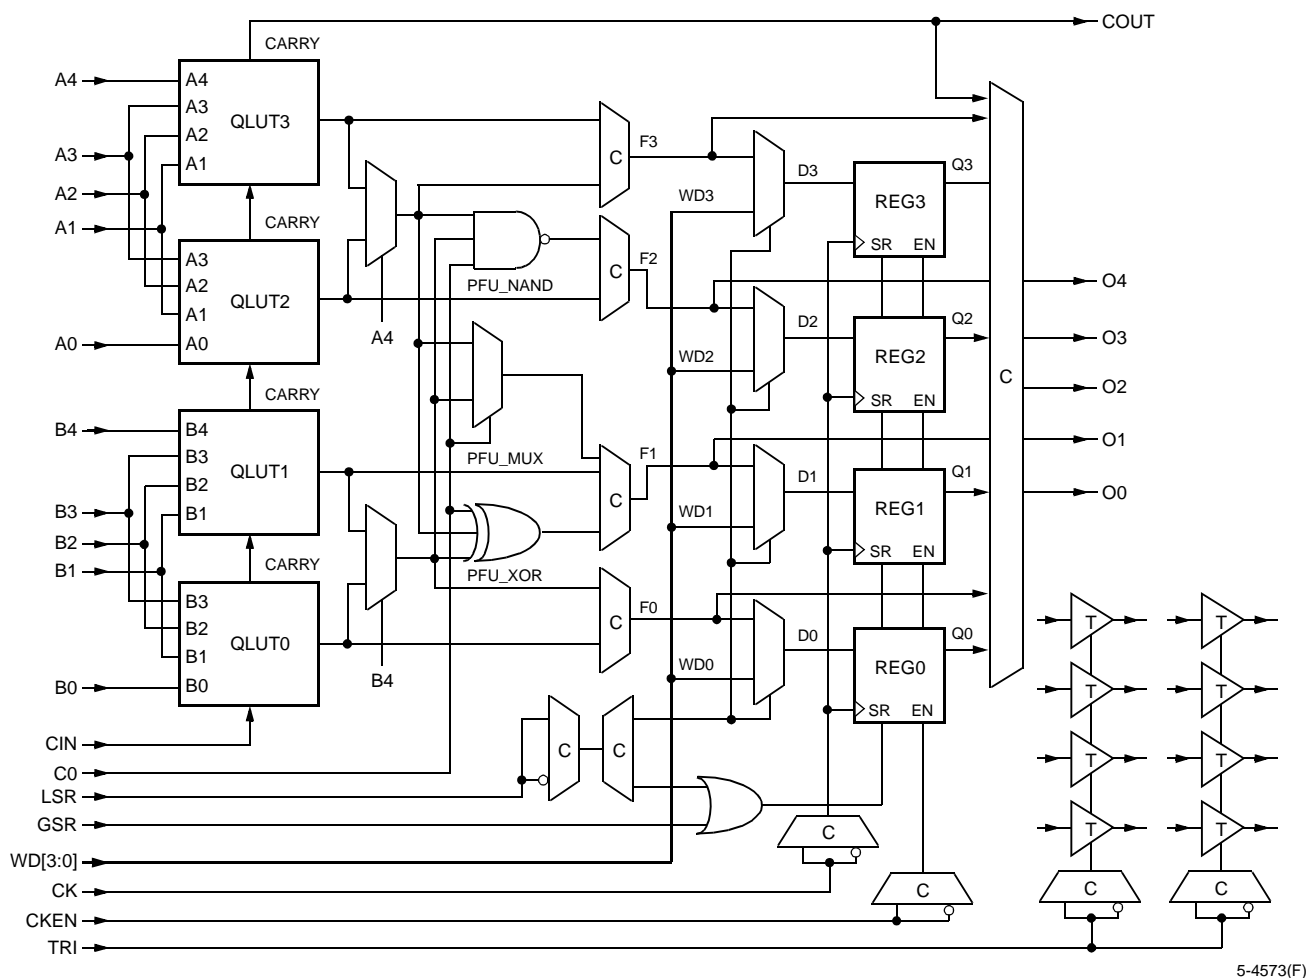 COUT
CARRY
A4
A4
A3
QLUT3
A3
A2
A1
A2
A1
CARRY
A3
A2
QLUT2
A1
A0
A0
CARRY
B4
B4
B3
QLUT1
B2
B1
B3
B2
B1
CARRY
B3
B2
QLUT0
B1
B0
B0
CIN
C0
LSR
GSR
WD[3:0]
CK
CKEN
TRI
A4
B4
PFU_NAND
PFU_MUX
PFU_XOR
C
F3
C
F2
C
F1
C
F0
WD3
WD2
WD1
WD0
D3
D2
D1
D0
REG3
SR EN
REG2
SR EN
REG1
SR EN
REG0
SR EN
Q3
Q2
Q1
Q0
C
O4
O3
O2
O1
O0
C
C
C
C
T
T
T
T
C
T
T
T
T
C
5-4573(F)